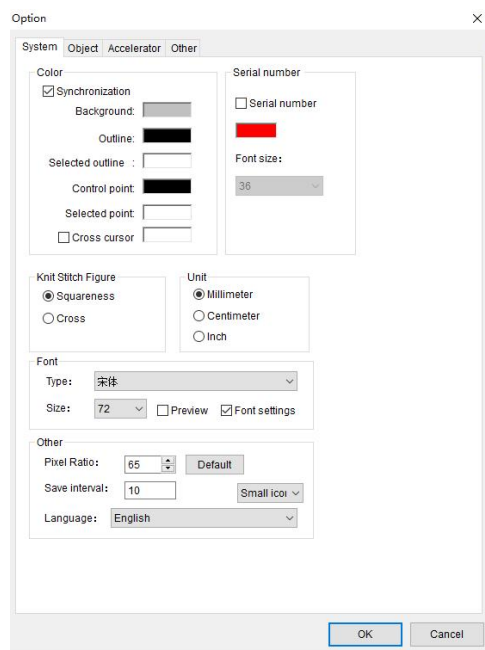 Option
System Object Accelerator Other
Color
Synchronization
Background:
Outline:
Selected outline :
Control point:
Selected point:
Cross cursor
Serial number
Serial number
Font size：
36
Knit Stitch Figure
Squareness
Cross
Unit
Millimeter
Centimeter
Inch
Font
Type： 宋体
Size： 72 Preview Font settings
Other
Pixel Ratio： 65 Default
Save interval： 10 Small icon
Language： English
OK Cancel